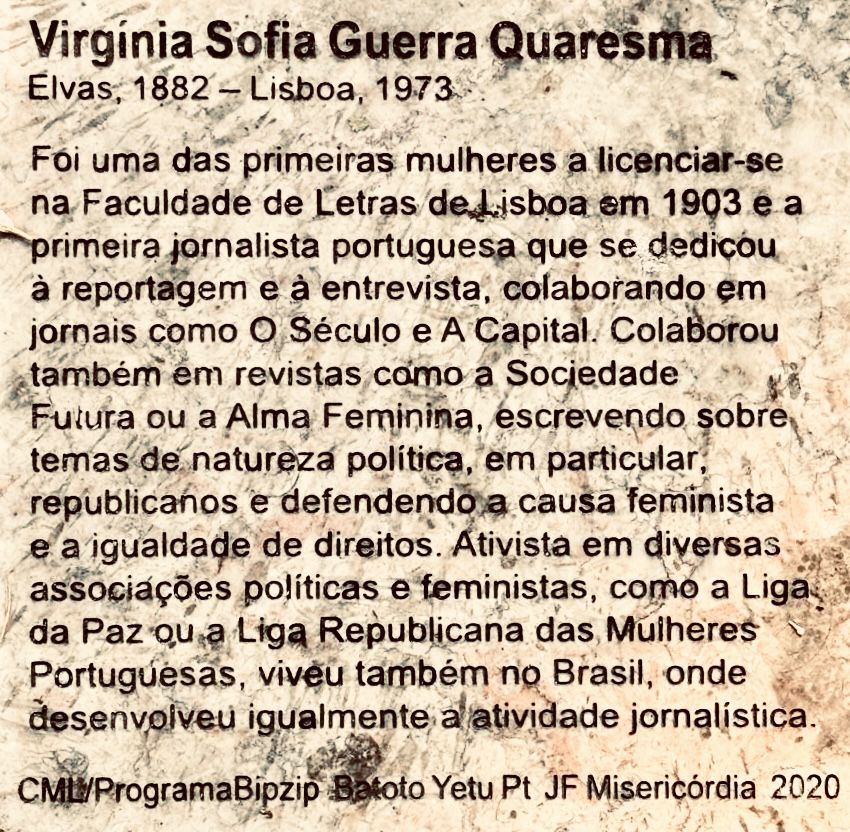 Virgínia Sofia Guerra Quaresma
Elvas, 1882 – Lisboa, 1973
Foi uma das primeiras mulheres a licenciar-se
na Faculdade de Letras de Lisboa em 1903 e a
primeira jornalista portuguesa que se dedicou
à reportagem e à entrevista, colaborando em
jornais como O Século e A Capital. Colaborou
também em revistas como a Sociedade
Futura ou a Alma Feminina, escrevendo sobre
temas de natureza política, em particular,
republicanos e defendendo a causa feminista
e a igualdade de direitos. Ativista em diversas
associações políticas e feministas, como a Liga
da Paz ou a Liga Republicana das Mulheres
Portuguesas, viveu também no Brasil, onde
desenvolveu igualmente a atividade jornalística.
CML/ProgramaBipzip Batoto Yetu Pt JF Misericórdia 2020